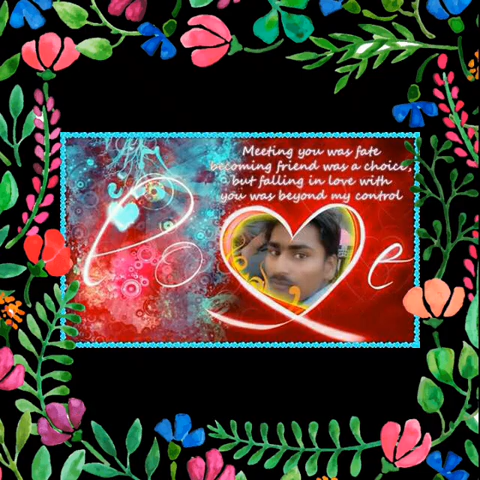 Meeting you was fate
becoming friend was a choice,
but falling in love with
you was beyond my control
Love